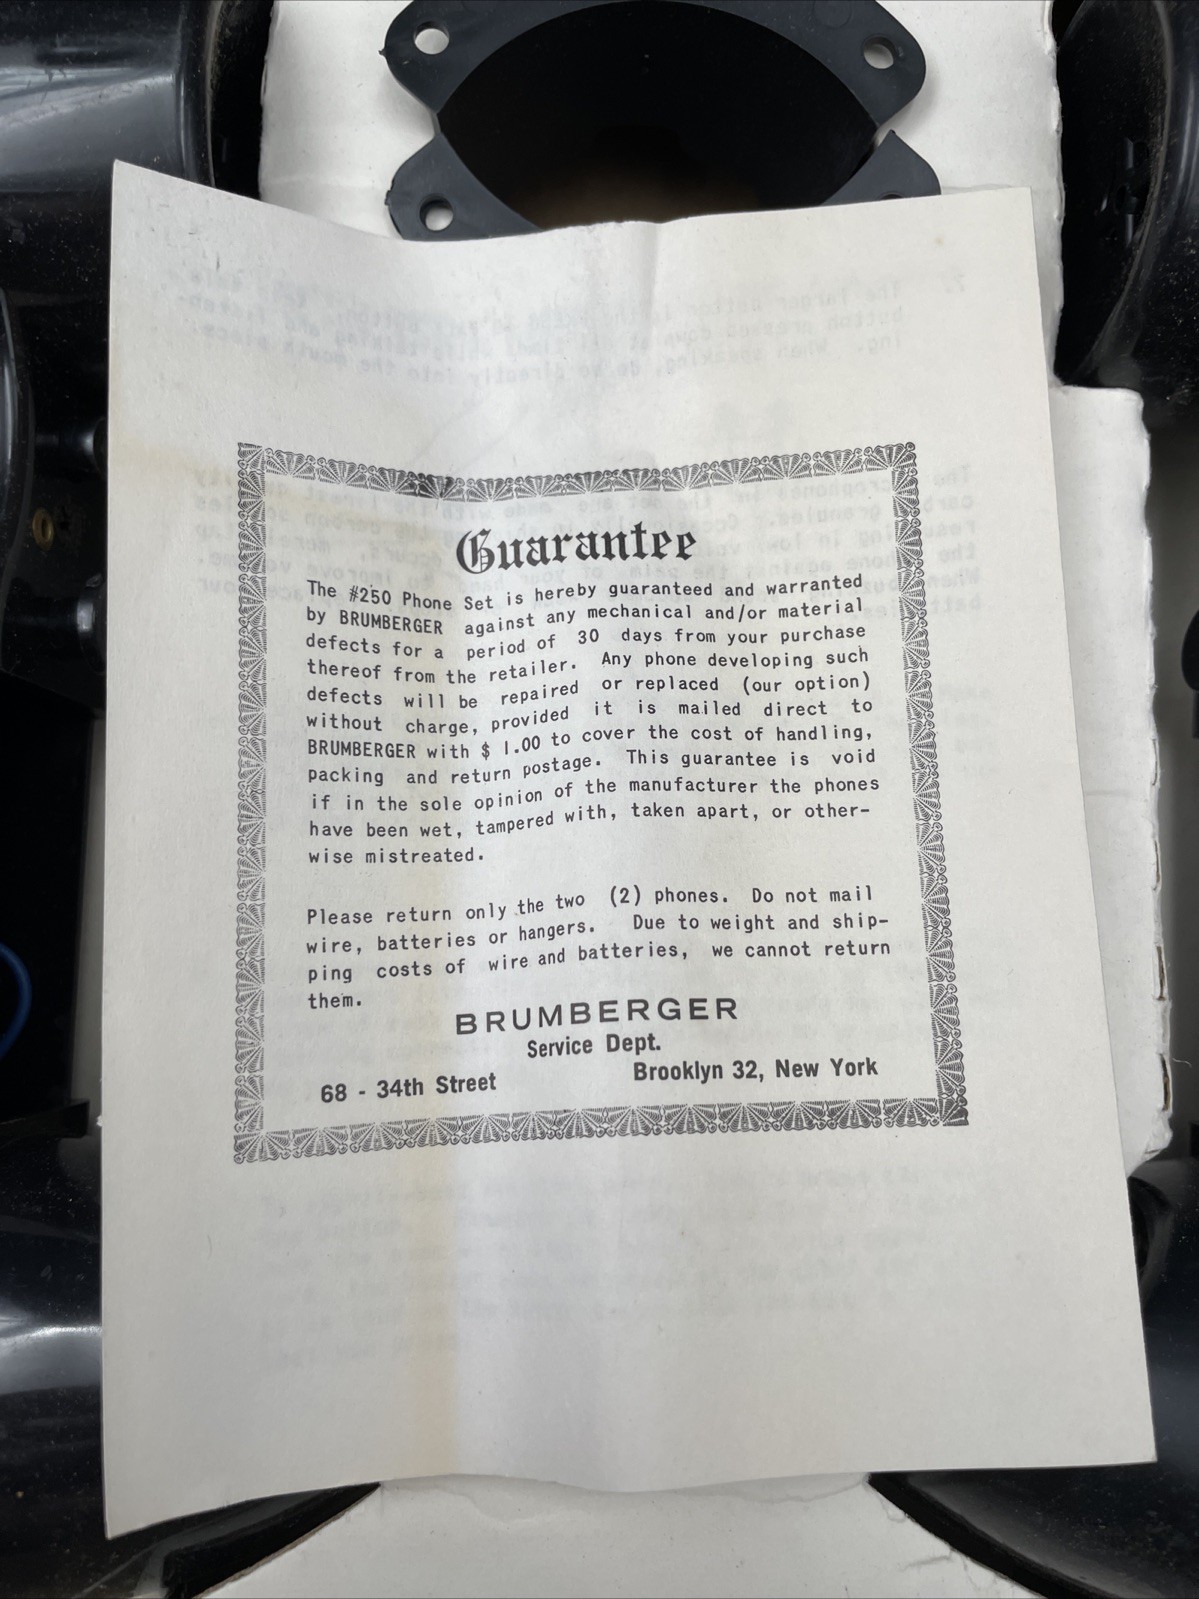 Guarantee
The #250 Phone Set is hereby guaranteed and warranted
by BRUMBERGER against any mechanical and/or material
defects for a period of 30 days from your purchase
thereof from the retailer. Any phone developing such
defects will be repaired or replaced (our option)
without charge, provided it is mailed direct to
BRUMBERGER with $ 1.00 to cover the cost of handling,
packing and return postage. This guarantee is void
if in the sole opinion of the manufacturer the phones
have been wet, tampered with, taken apart, or other-
wise mistreated.
Please return only the two (2) phones. Do not mail
wire, batteries or hangers. Due to weight and ship-
ping costs of wire and batteries, we cannot return
them.
BRUMBERGER
Service Dept.
68 - 34th Street Brooklyn 32, New York